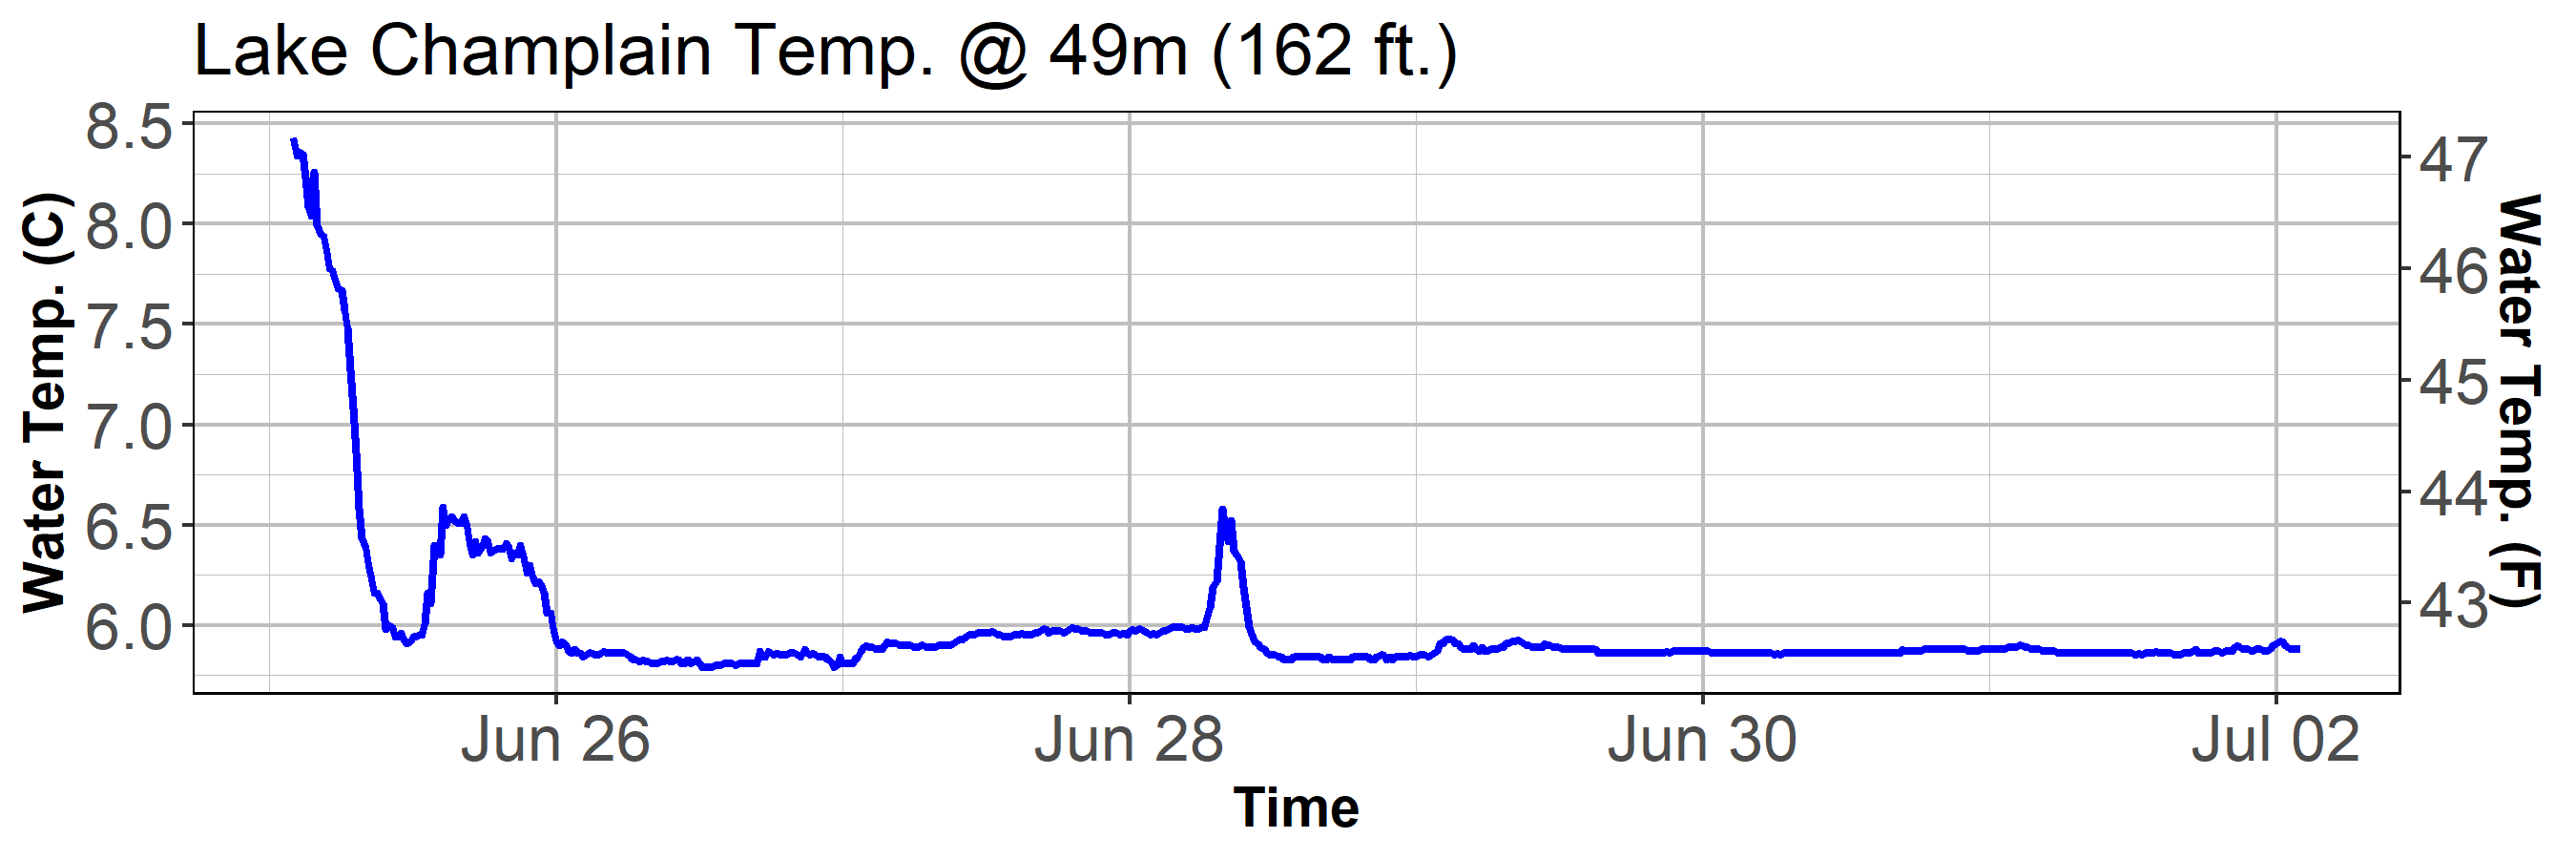 Lake Champlain Temp. @ 49m (162 ft.)
Water Temp. (C)
8.5
8.0
7.5
7.0
6.5
6.0
47
46
45
44
43
Water Temp. (F)
Jun 26
Jun 28
Jun 30
Jul 02
Time